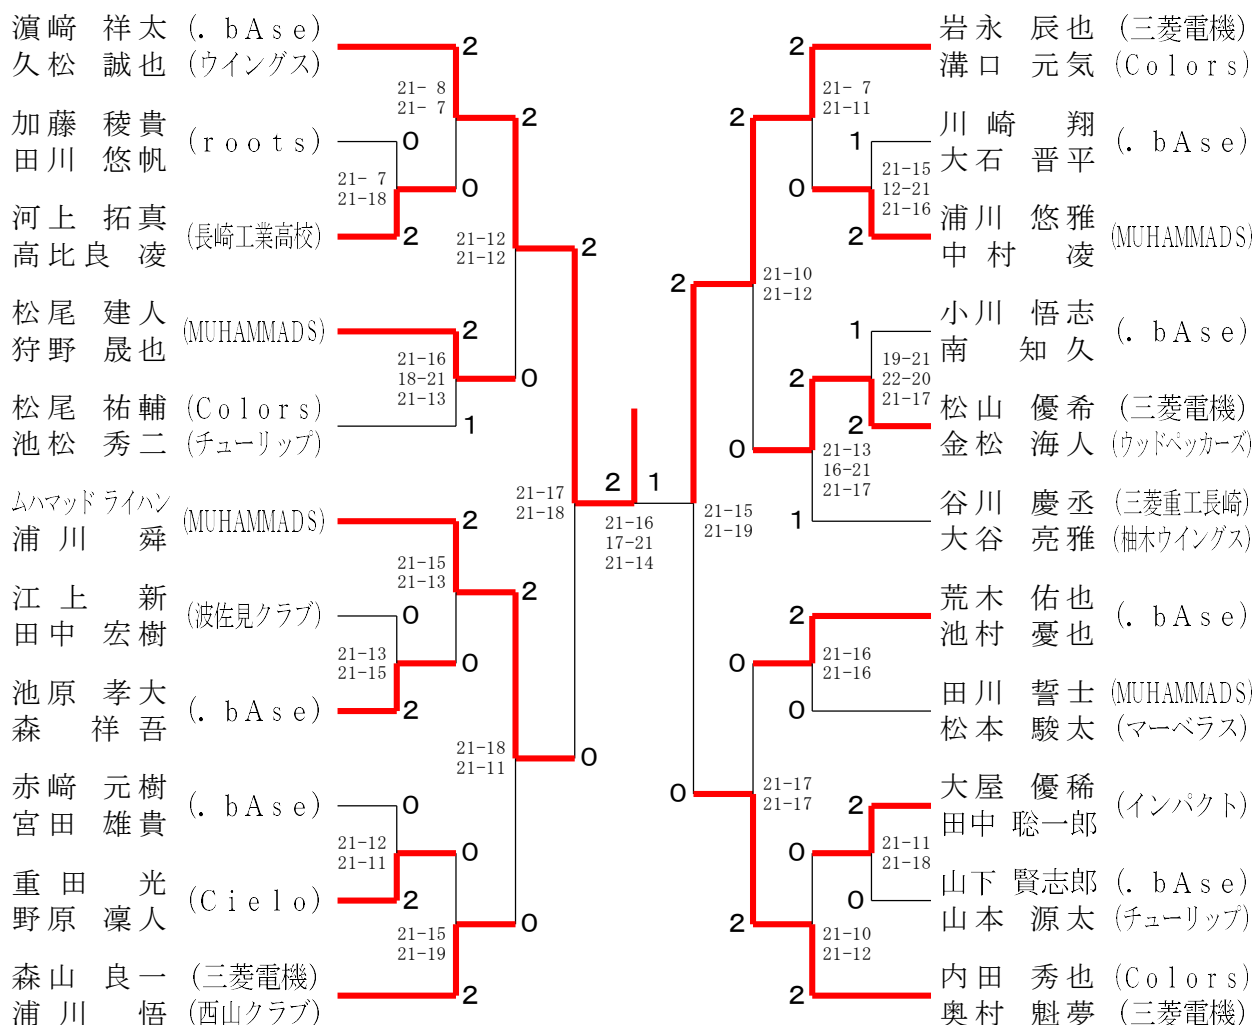 濵﨑 祥太 (. bAse)
久松 誠也 (ウイングス)
2
21- 8
21- 7
2
加藤 稜貴
田川 悠帆
(roots)
0
21- 7
21-18
0
河上 拓真
高比良 凌
(長崎工業高校)
2
21-12
21-12
2
松尾 建人
狩野 晟也
(MUHAMMADS)
2
21-16
18-21
21-13
0
松尾 祐輔 (Colors)
池松 秀二 (チューリップ)
1
21-17
21-18
ムハマッド ライハン
浦川 舜
(MUHAMMADS)
2
21-15
21-13
2
江上 新
田中 宏樹
(波佐見クラブ)
0
21-13
21-15
0
池原 孝大
森 祥吾
(. bAse)
2
21-18
21-11
0
赤﨑 元樹
宮田 雄貴
(. bAse)
0
21-12
21-11
0
重田 光
野原 凜人
(Cielo)
2
21-15
21-19
0
森山 良一 (三菱電機)
浦川 悟 (西山クラブ)
2
2 1
21-16
17-21
21-14
岩永 辰也 (三菱電機)
溝口 元気 (Colors)
2
21- 7
21-11
2
川崎 翔
大石 晋平
(. bAse)
1
21-15
12-21
21-16
0
浦川 悠雅
中村 凌
(MUHAMMADS)
2
21-10
21-12
2
小川 悟志
南 知久
(. bAse)
1
19-21
22-20
21-17
2
松山 優希 (三菱電機)
金松 海人 (ウッドペッカーズ)
2
21-13
16-21
21-17
0
谷川 慶丞 (三菱重工長崎)
大谷 亮雅 (柚木ウイングス)
1
21-15
21-19
荒木 佑也
池村 憂也
(. bAse)
2
21-16
21-16
0
田川 誓士 (MUHAMMADS)
松本 駿太 (マーベラス)
0
21-17
21-17
0
大屋 優稀
田中 聡一郎
(インパクト)
2
21-11
21-18
0
山下 賢志郎 (. bAse)
山本 源太 (チューリップ)
0
21-10
21-12
2
内田 秀也 (Colors)
奥村 魁夢 (三菱電機)
2